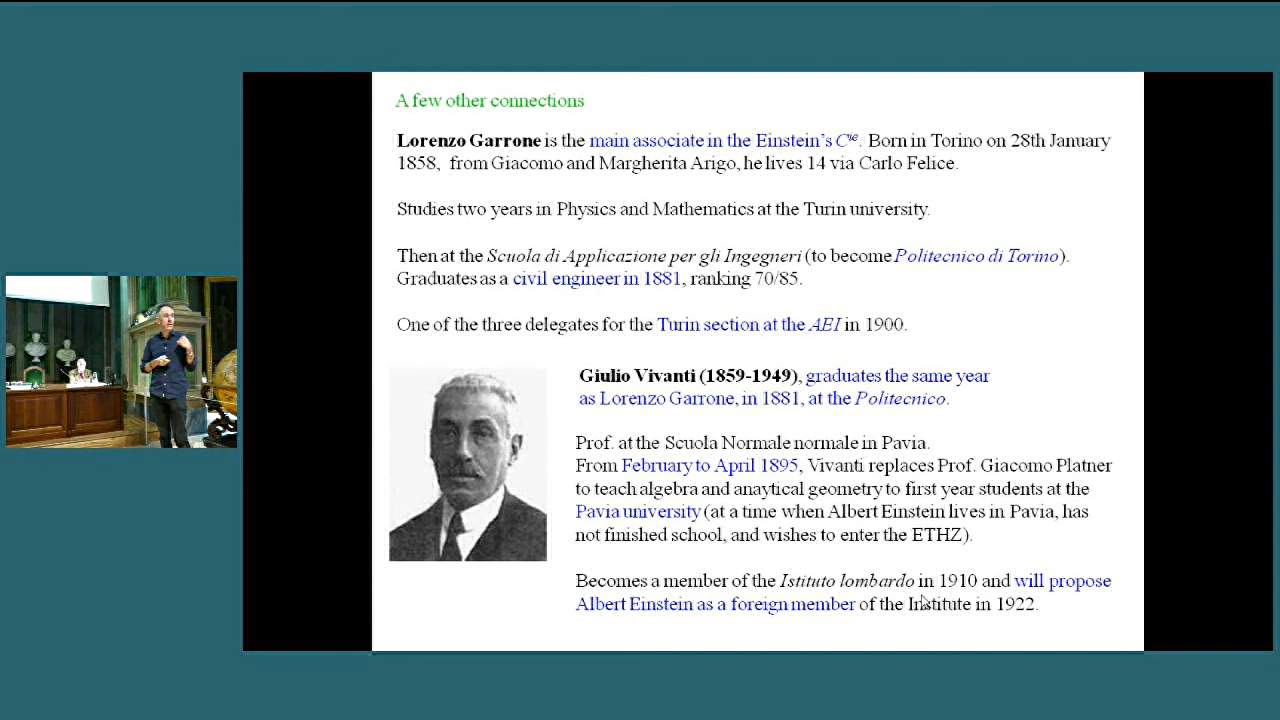 A few other connections
Lorenzo Garrone is the main associate in the Einstein's Cie. Born in Torino on 28th January
1858, from Giacomo and Margherita Arigo, he lives 14 via Carlo Felice.
Studies two years in Physics and Mathematics at the Turin university.
Then at the Scuola di Applicazione per gli Ingegneri (to become Politecnico di Torino).
Graduates as a civil engineer in 1881, ranking 70/85.
One of the three delegates for the Turin section at the AEI in 1900.
Giulio Vivanti (1859-1949), graduates the same year
as Lorenzo Garrone, in 1881, at the Politecnico.
Prof. at the Scuola Normale normale in Pavia.
From February to April 1895, Vivanti replaces Prof. Giacomo Platner
to teach algebra and anaytical geometry to first year students at the
Pavia university (at a time when Albert Einstein lives in Pavia, has
not finished school, and wishes to enter the ETHZ).
Becomes a member of the Istituto lombardo in 1910 and will propose
Albert Einstein as a foreign member of the Institute in 1922.